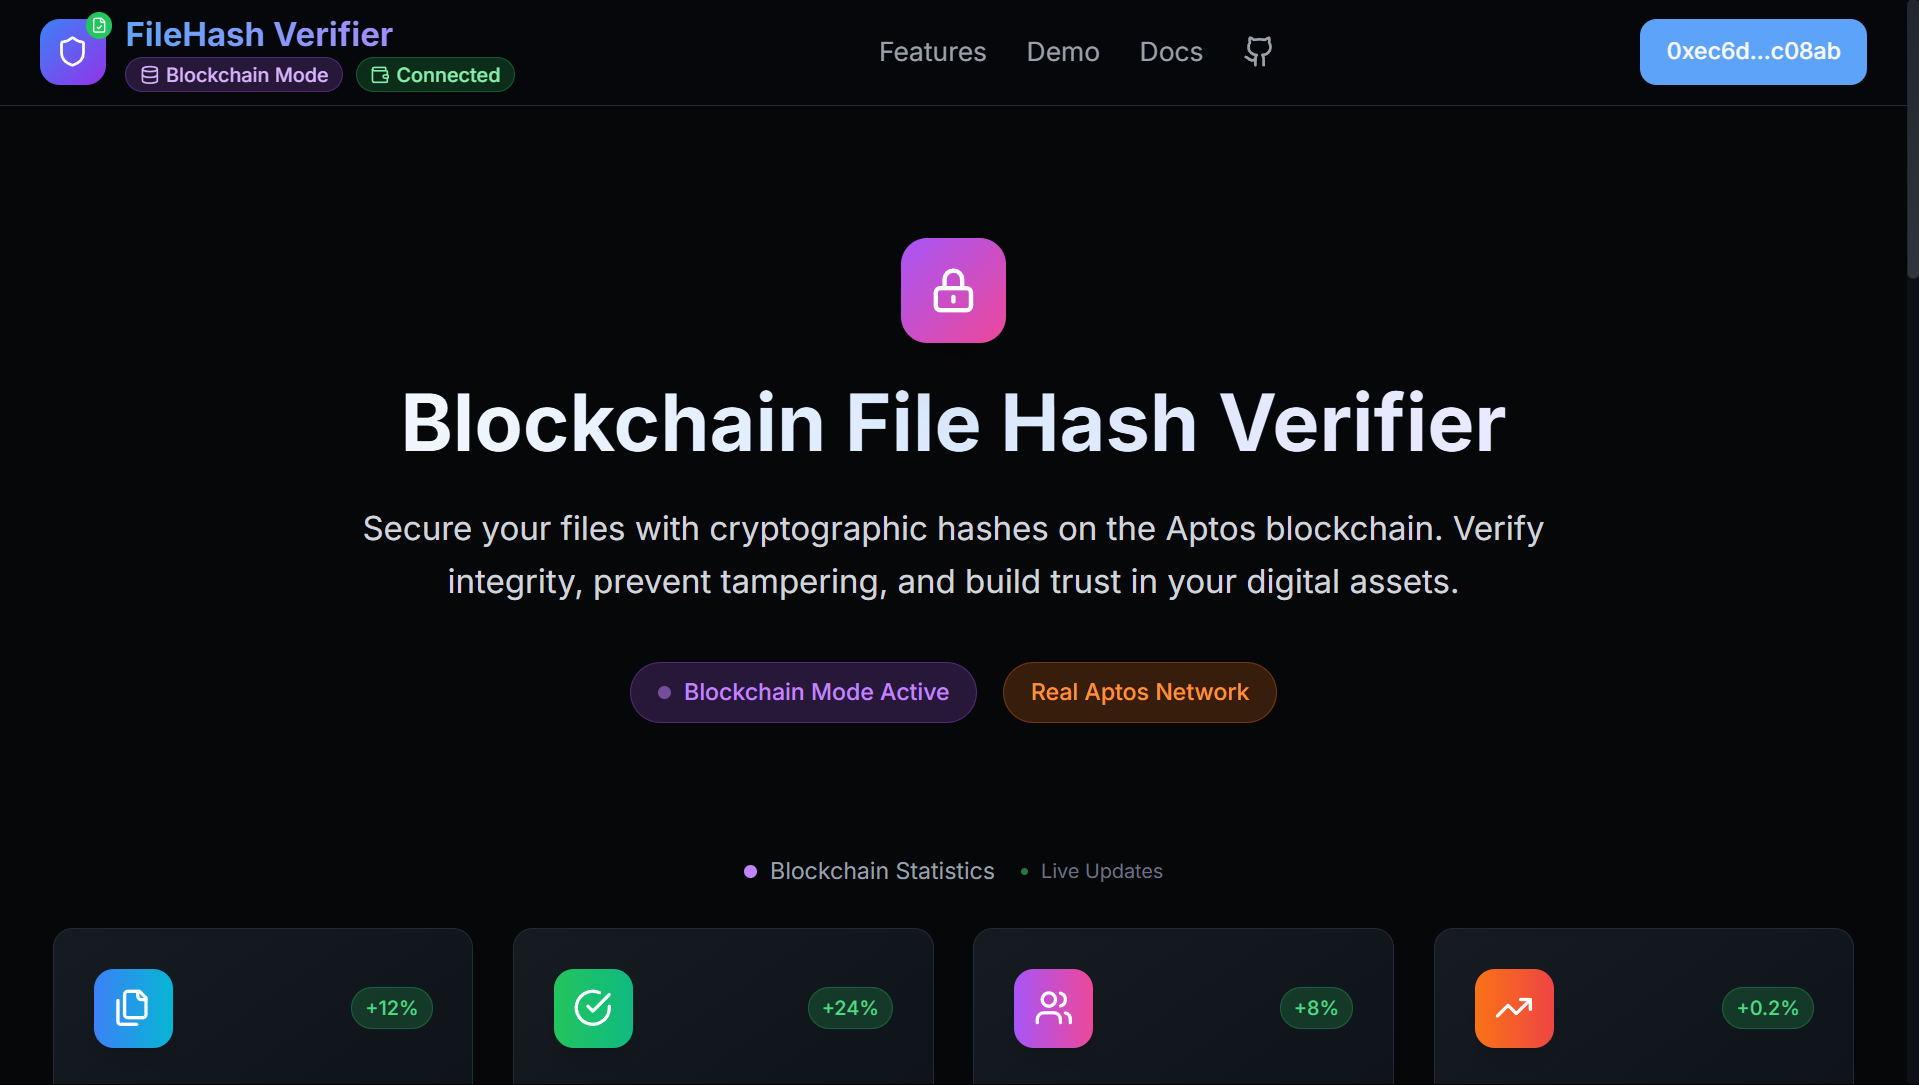 FileHash Verifier
Blockchain Mode
Connected
Features
Demo
Docs
0xec6d...c08ab
Blockchain File Hash Verifier
Secure your files with cryptographic hashes on the Aptos blockchain. Verify
integrity, prevent tampering, and build trust in your digital assets.
Blockchain Mode Active
Real Aptos Network
Blockchain Statistics
Live Updates
+12%
+24%
+8%
+0.2%